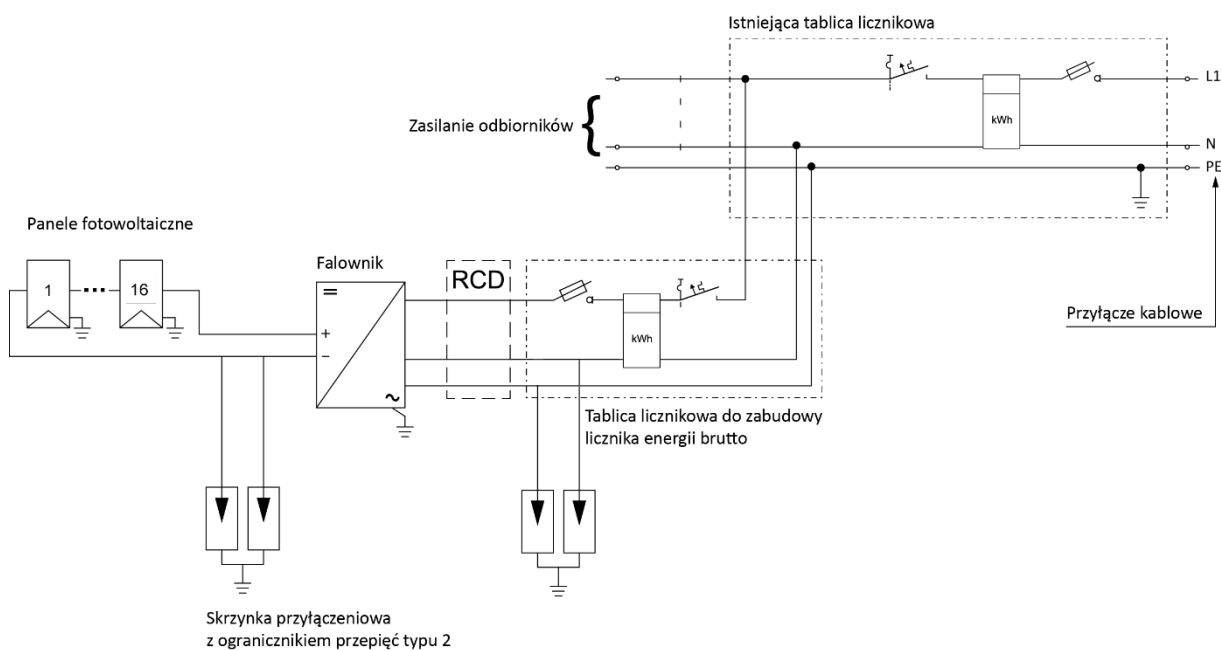 Istniejąca tablica licznikowa
L1
kWh
Zasilanie odbiorników
N
PE
Panele fotowoltaiczne
Falownik
RCD
1
16
Przyłącze kablowe
kWh
Tablica licznikowa do zabudowy
licznika energii brutto
Skrzynka przyłączeniowa
z ogranicznikiem przepięć typu 2